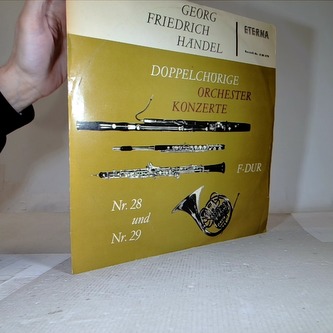 GEORG
FRIEDRICH
HÄNDEL
ETERNA
DOPPELCHÖRIGE
ORCHESTER
KONZERTE
F-DUR
Nr. 28
und
Nr. 29